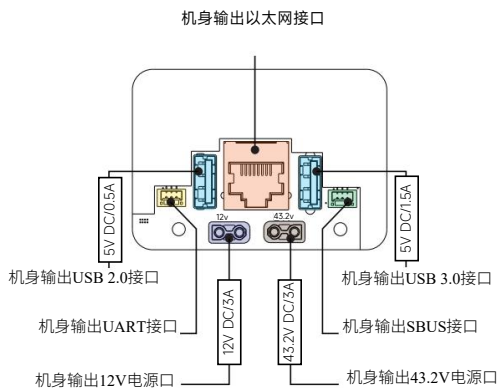 机身输出以太网接口
12v
43.2v
5V DC/0.5A
5V DC/1.5A
机身输出USB 2.0接口
机身输出USB 3.0接口
12V DC/3A
43.2V DC/3A
机身输出UART接口
机身输出SBUS接口
机身输出12V电源口
机身输出43.2V电源口